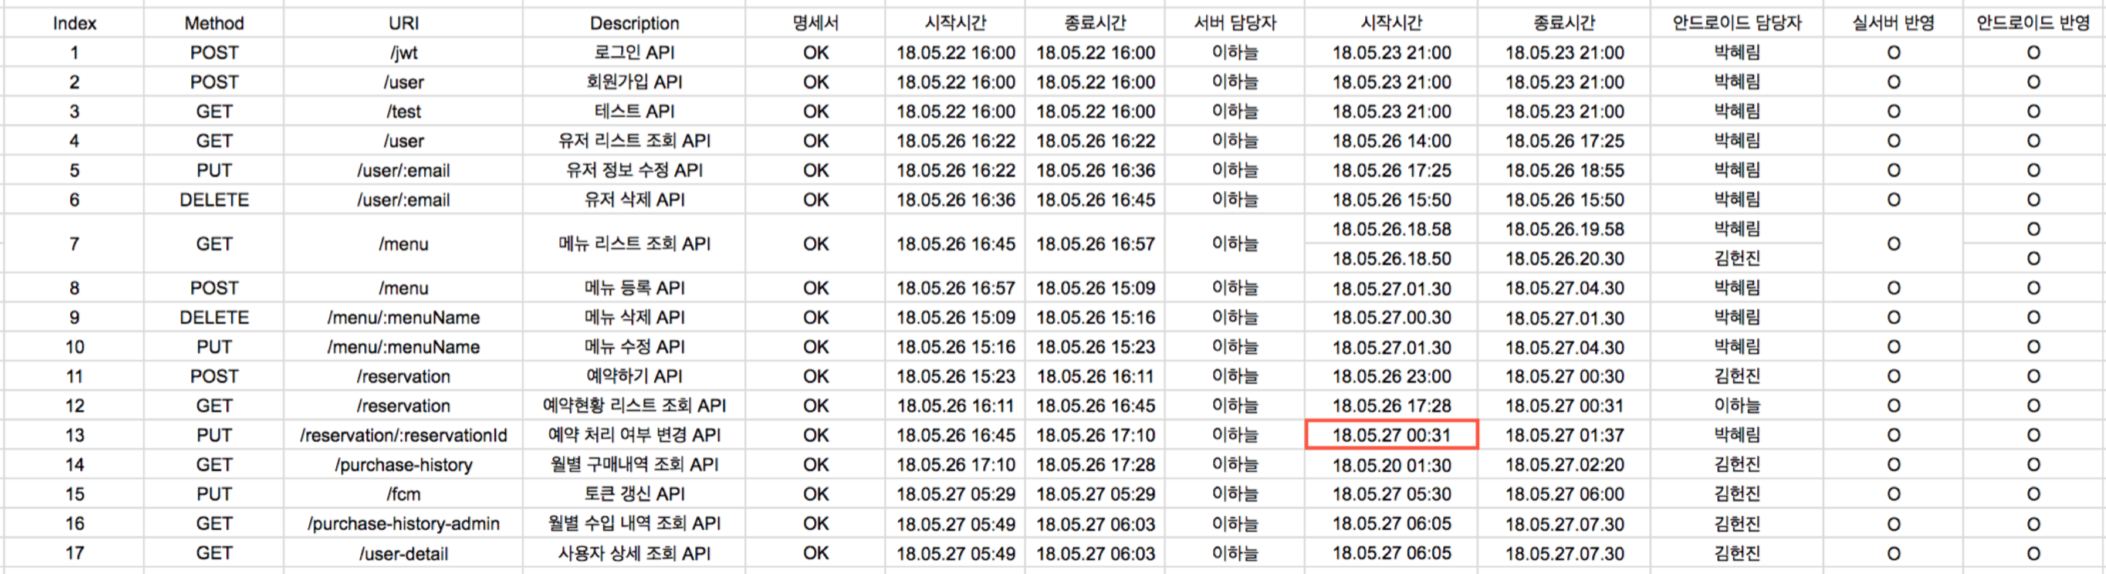 Index Method URI Description 명세서 시작시간 종료시간 서버 담당자 시작시간 종료시간 안드로이드 담당자 실서버 반영 안드로이드 반영
1 POST /jwt 로그인 API OK 18.05.22 16:00 18.05.22 16:00 이하늘 18.05.23 21:00 18.05.23 21:00 박혜림 O O
2 POST /user 회원가입 API OK 18.05.22 16:00 18.05.22 16:00 이하늘 18.05.23 21:00 18.05.23 21:00 박혜림 O O
3 GET /test 테스트 API OK 18.05.22 16:00 18.05.22 16:00 이하늘 18.05.23 21:00 18.05.23 21:00 박혜림 O O
4 GET /user 유저 리스트 조회 API OK 18.05.26 16:22 18.05.26 16:22 이하늘 18.05.26 14:00 18.05.26 17:25 박혜림 O O
5 PUT /user/:email 유저 정보 수정 API OK 18.05.26 16:22 18.05.26 16:36 이하늘 18.05.26 17:25 18.05.26 18:55 박혜림 O O
6 DELETE /user/:email 유저 삭제 API OK 18.05.26 16:36 18.05.26 16:45 이하늘 18.05.26 15:50 18.05.26 15:50 박혜림 O O
7 GET /menu 메뉴 리스트 조회 API OK 18.05.26 16:45 18.05.26 16:57 이하늘 18.05.26.18.58 18.05.26.19.58 박혜림 O O
18.05.26.18.50 18.05.26.20.30 김헌진 O
8 POST /menu 메뉴 등록 API OK 18.05.26 16:57 18.05.26 15:09 이하늘 18.05.27.01.30 18.05.27.04.30 박혜림 O O
9 DELETE /menu/:menuName 메뉴 삭제 API OK 18.05.26 15:09 18.05.26 15:16 이하늘 18.05.27.00.30 18.05.27.01.30 박혜림 O O
10 PUT /menu/:menuName 메뉴 수정 API OK 18.05.26 15:16 18.05.26 15:23 이하늘 18.05.27.01.30 18.05.27.04.30 박혜림 O O
11 POST /reservation 예약하기 API OK 18.05.26 15:23 18.05.26 16:11 이하늘 18.05.26 23:00 18.05.27 00:30 김헌진 O O
12 GET /reservation 예약현황 리스트 조회 API OK 18.05.26 16:11 18.05.26 16:45 이하늘 18.05.26 17:28 18.05.27 00:31 이하늘 O O
13 PUT /reservation/:reservationId 예약 처리 여부 변경 API OK 18.05.26 16:45 18.05.26 17:10 이하늘 18.05.27 00:31 18.05.27 01:37 박혜림 O O
14 GET /purchase-history 월별 구매내역 조회 API OK 18.05.26 17:10 18.05.26 17:28 이하늘 18.05.20 01:30 18.05.27.02:20 김헌진 O O
15 PUT /fcm 토큰 갱신 API OK 18.05.27 05:29 18.05.27 05:29 이하늘 18.05.27 05:30 18.05.27 06:00 김헌진 O O
16 GET /purchase-history-admin 월별 수입 내역 조회 API OK 18.05.27 05:49 18.05.27 06:03 이하늘 18.05.27 06:05 18.05.27.07.30 김헌진 O O
17 GET /user-detail 사용자 상세 조회 API OK 18.05.27 05:49 18.05.27 06:03 이하늘 18.05.27 06:05 18.05.27.07.30 김헌진 O O